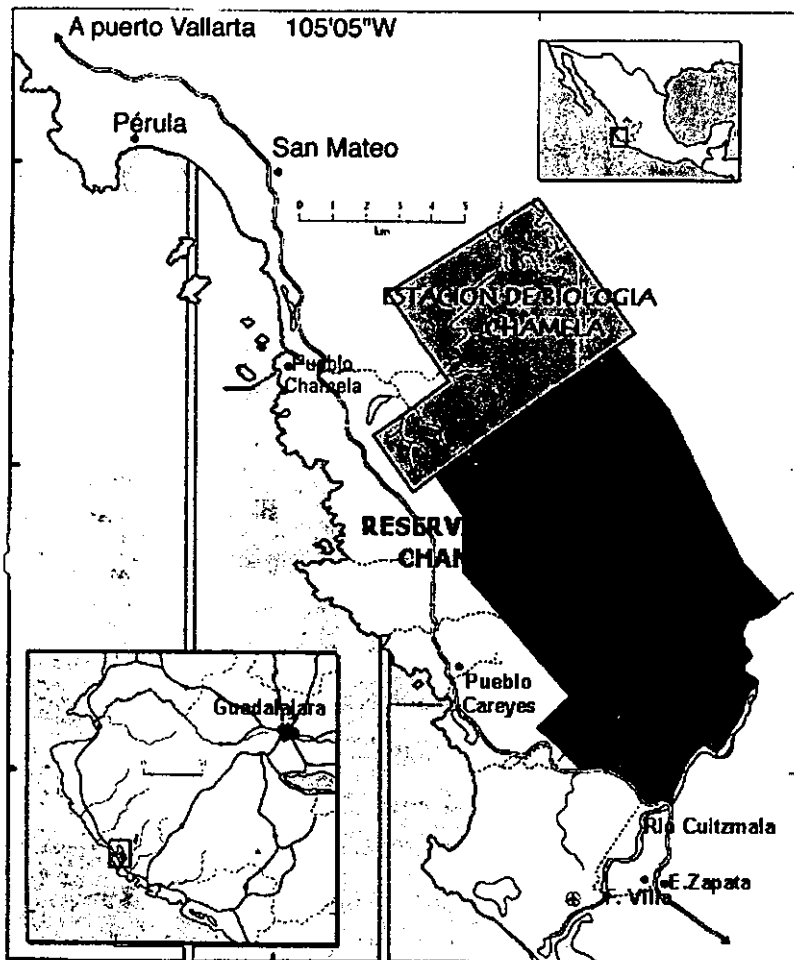 A puerto Vallarta 105'05"W
Pérula
San Mateo
0 1 2 3 4 5
km
ESTACION DE BIOLOGIA
CHAMELA
Pueblo
Chamela
RESERV
CHAM
Pueblo
Careyes
Guadalajara
Río Cuitzmala
E.Zapata
F. Villa